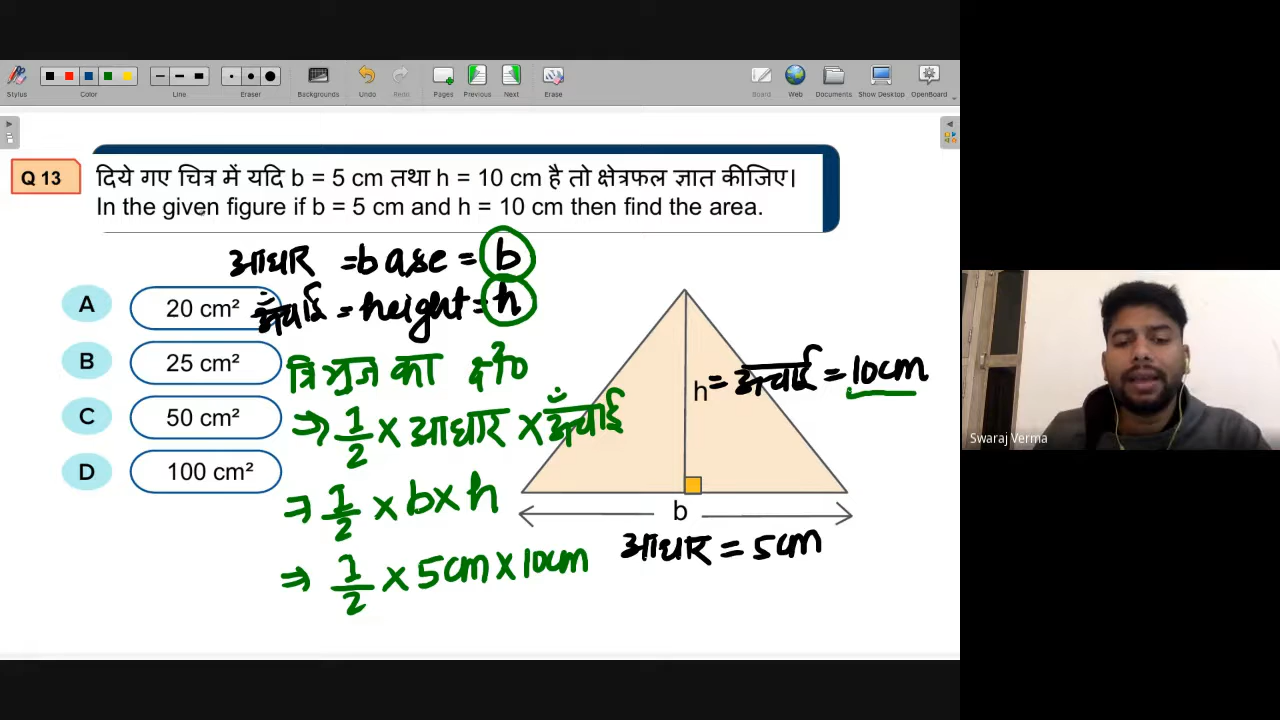 Stylus Color Line Eraser Backgrounds Undo Redo Pages Previous Next Erase Board Web Documents Show Desktop OpenBoard
Q 13
दिये गए चित्र में यदि b = 5 cm तथा h = 10 cm है तो क्षेत्रफल ज्ञात कीजिए।
In the given figure if b = 5 cm and h = 10 cm then find the area.
आधार = base = b
ऊँचाई = height = h
A 20 cm²
B 25 cm²
C 50 cm²
D 100 cm²
त्रिभुज का क्षे०
⇒ 1/2 × आधार × ऊँचाई
⇒ 1/2 × b × h
⇒ 1/2 × 5cm × 10cm
h = ऊचाई = 10cm
b
आधार = 5cm
Swaraj Verma